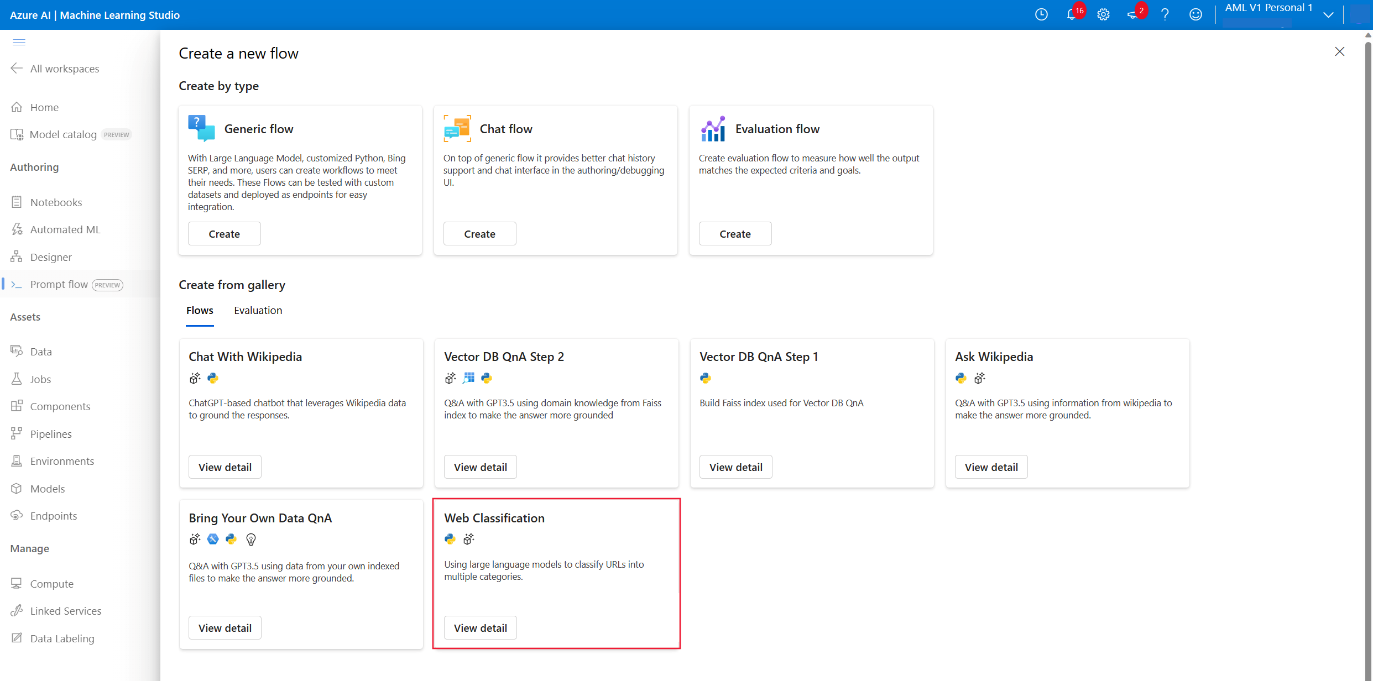 Azure AI | Machine Learning Studio
16
2
AML V1 Personal 1
All workspaces
Home
Model catalog PREVIEW
Authoring
Notebooks
Automated ML
Designer
Prompt flow PREVIEW
Assets
Data
Jobs
Components
Pipelines
Environments
Models
Endpoints
Manage
Compute
Linked Services
Data Labeling
Create a new flow
Create by type
Generic flow
With Large Language Model, customized Python, Bing
SERP, and more, users can create workflows to meet
their needs. These Flows can be tested with custom
datasets and deployed as endpoints for easy
integration.
Create
Chat flow
On top of generic flow it provides better chat history
support and chat interface in the authoring/debugging
UI.
Create
Evaluation flow
Create evaluation flow to measure how well the output
matches the expected criteria and goals.
Create
Create from gallery
Flows
Evaluation
Chat With Wikipedia
ChatGPT-based chatbot that leverages Wikipedia data
to ground the responses.
View detail
Vector DB QnA Step 2
Q&A with GPT3.5 using domain knowledge from Faiss
index to make the answer more grounded
View detail
Vector DB QnA Step 1
Build Faiss index used for Vector DB QnA
View detail
Ask Wikipedia
Q&A with GPT3.5 using information from wikipedia to
make the answer more grounded.
View detail
Bring Your Own Data QnA
Q&A with GPT3.5 using data from your own indexed
files to make the answer more grounded.
View detail
Web Classification
Using large language models to classify URLs into
multiple categories.
View detail